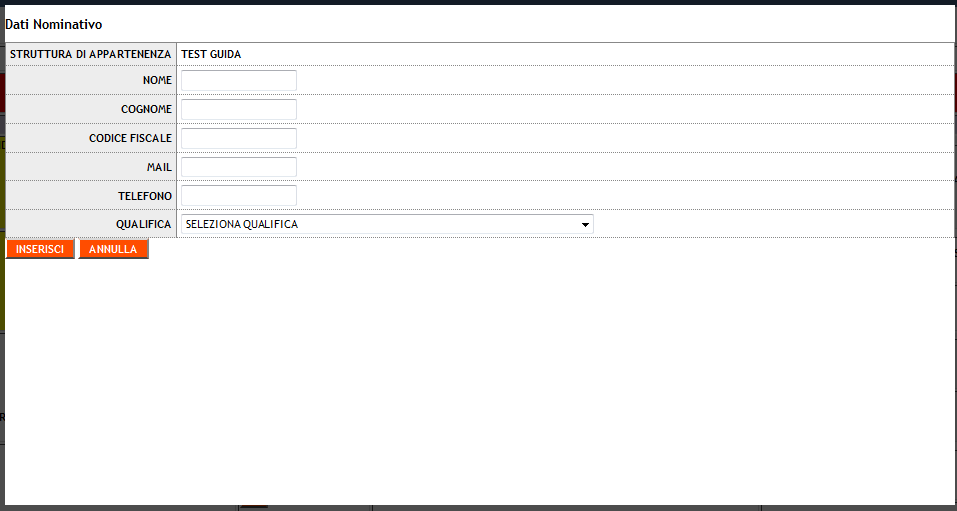 Dati Nominativo
STRUTTURA DI APPARTENENZA TEST GUIDA
NOME
COGNOME
CODICE FISCALE
MAIL
TELEFONO
QUALIFICA SELEZIONA QUALIFICA
INSERISCI ANNULLA